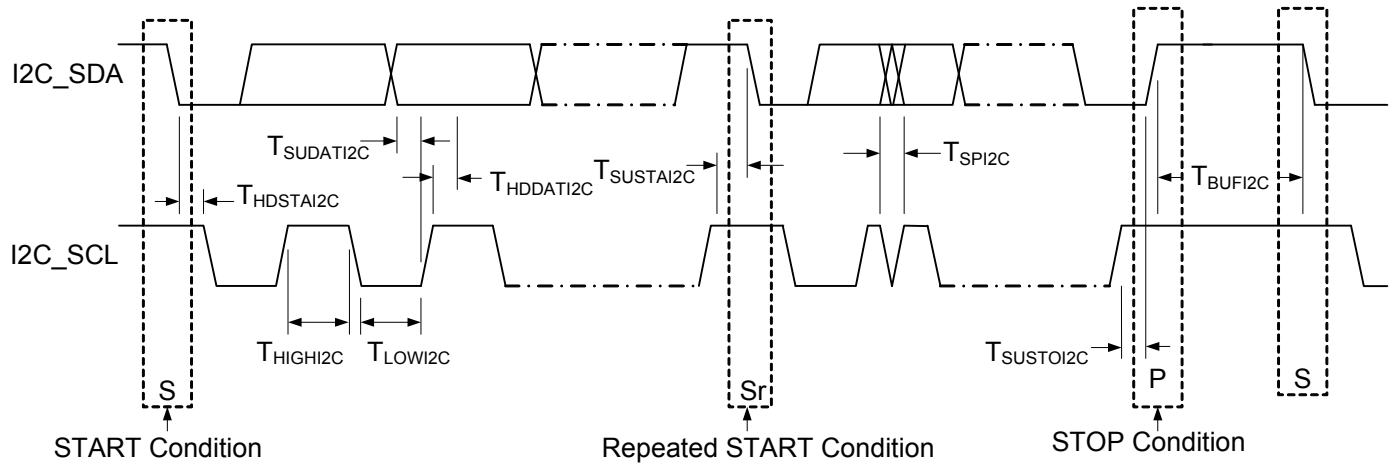 I2C_SDA
TSUDATI2C
THDDATI2C
TSUSTAI2C
TSPI2C
TBUFI2C
THDSTAI2C
I2C_SCL
THIGHI2C
TLOWI2C
TSUSTOI2C
S
Sr
P
S
START Condition
Repeated START Condition
STOP Condition